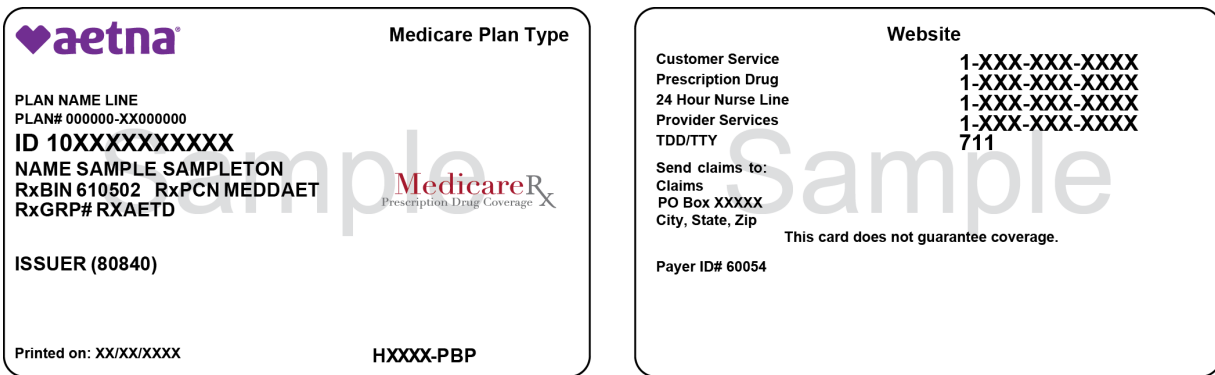 aetna®
Medicare Plan Type
PLAN NAME LINE
PLAN# 000000-XX000000
ID 10XXXXXXXXXX
NAME SAMPLE SAMPLETON
RxBIN 610502 RxPCN MEDDAET
RxGRP# RXAETD
MedicareRx
Prescription Drug Coverage
ISSUER (80840)
Printed on: XX/XX/XXXX
HXXXX-PBP
Sample
Website
Customer Service 1-XXX-XXX-XXXX
Prescription Drug 1-XXX-XXX-XXXX
24 Hour Nurse Line 1-XXX-XXX-XXXX
Provider Services 1-XXX-XXX-XXXX
TDD/TTY 711
Send claims to:
Claims
PO Box XXXXX
City, State, Zip
This card does not guarantee coverage.
Payer ID# 60054
Sample